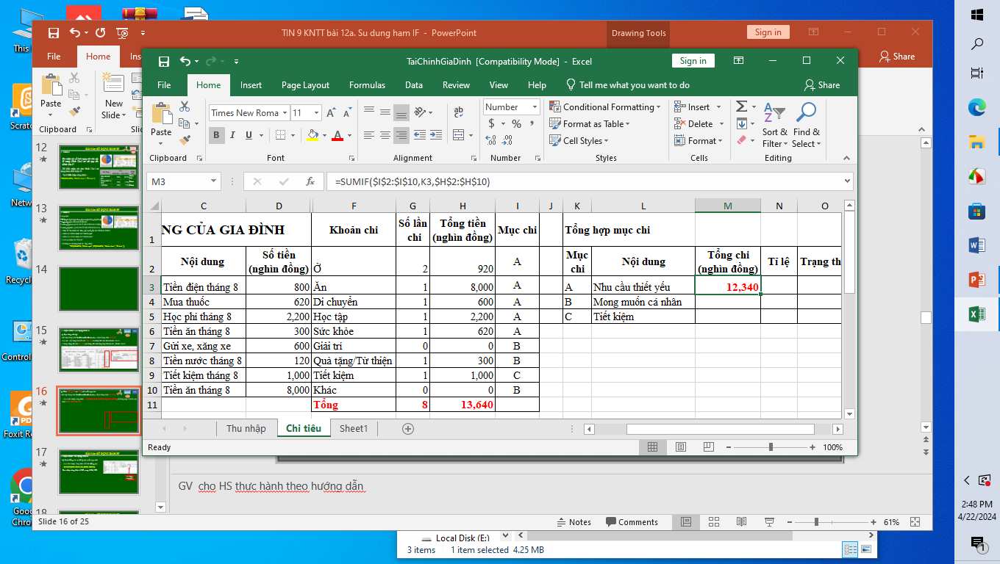 This
TIN 9 KNTT bài 12a. Su dung ham IF - PowerPoint
Drawing Tools
Sign in
File
Home
Ins
Share
TaiChinhGiaDinh [Compatibility Mode] - Excel
Sign in
File
Home
Insert
Page Layout
Formulas
Data
Review
View
Help
Tell me what you want to do
Share
Paste
New
Slide
Clipboard
Slid
Paste
Clipboard
Times New Roma
11
B I U
Font
ab
Alignment
Number
$ % ,
Number
Conditional Formatting
Format as Table
Cell Styles
Styles
Insert
Delete
Format
Cells
Sort &
Filter
Find &
Select
Editing
M3
fx
=SUMIF($I$2:$I$10,K3,$H$2:$H$10)
C D F G H I J K L M N O
1 NG CỦA GIA ĐÌNH Khoản chi Số lần chi Tổng tiền (nghìn đồng) Mục chi Tổng hợp mục chi
2 Nội dung Số tiền (nghìn đồng) Ở 2 920 A Mục chi Nội dung Tổng chi (nghìn đồng) Tỉ lệ Trạng th
3 Tiền điện tháng 8 800 Ăn 1 8,000 A A Nhu cầu thiết yếu 12,340
4 Mua thuốc 620 Di chuyển 1 600 A B Mong muốn cá nhân
5 Học phí tháng 8 2,200 Học tập 1 2,200 A C Tiết kiệm
6 Tiền ăn tháng 8 300 Sức khỏe 1 620 A
7 Gửi xe, xăng xe 600 Giải trí 0 0 B
8 Tiền nước tháng 8 120 Quà tặng/Từ thiện 1 300 B
9 Tiết kiệm tháng 8 1,000 Tiết kiệm 1 1,000 C
10 Tiền ăn tháng 8 8,000 Khác 0 0 B
11 Tổng 8 13,640
Thu nhập
Chi tiêu
Sheet1
Ready
100%
12
13
14
15
16
17
18
Scratc
Netw
Recycl
Control
Foxit Re
Goog
Chro
GV cho HS thực hành theo hướng dẫn
Slide 16 of 25
Notes
Comments
61%
Local Disk (E:)
3 items
1 item selected 4.25 MB
2:48 PM
4/22/2024
1